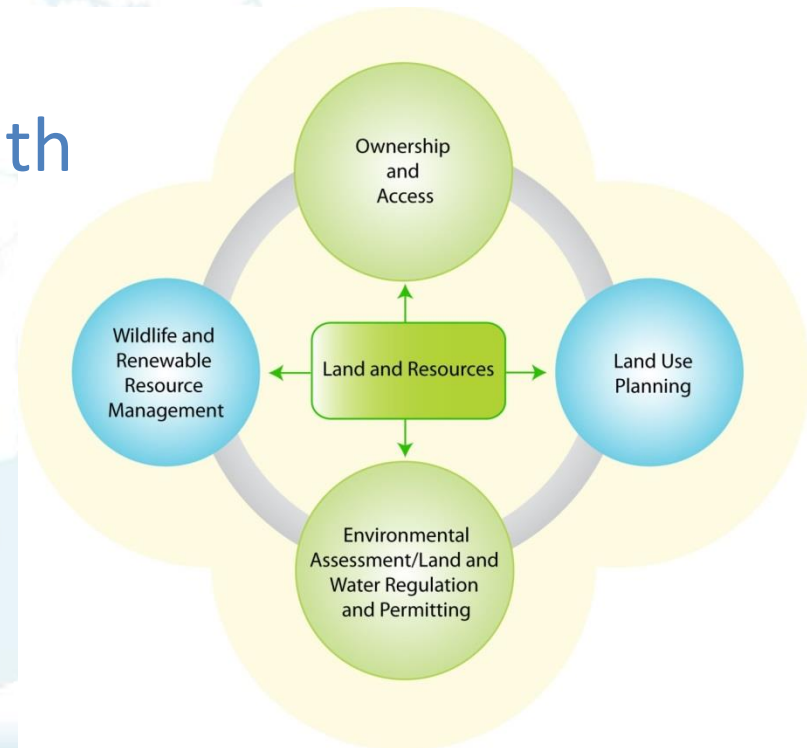 th
Ownership
and
Access
Wildlife and
Renewable
Resource
Management
Land and Resources
Land Use
Planning
Environmental
Assessment/Land and
Water Regulation
and Permitting